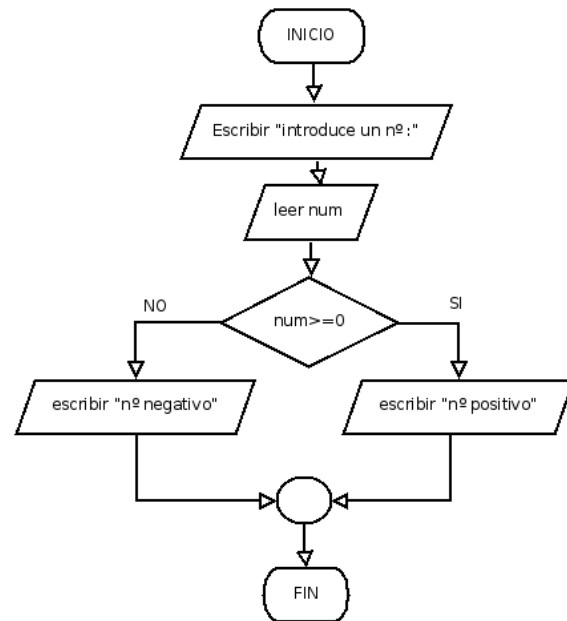 INICIO
Escribir "introduce un nº:"
leer num
num>=0
NO
SI
escribir "nº negativo"
escribir "nº positivo"
FIN